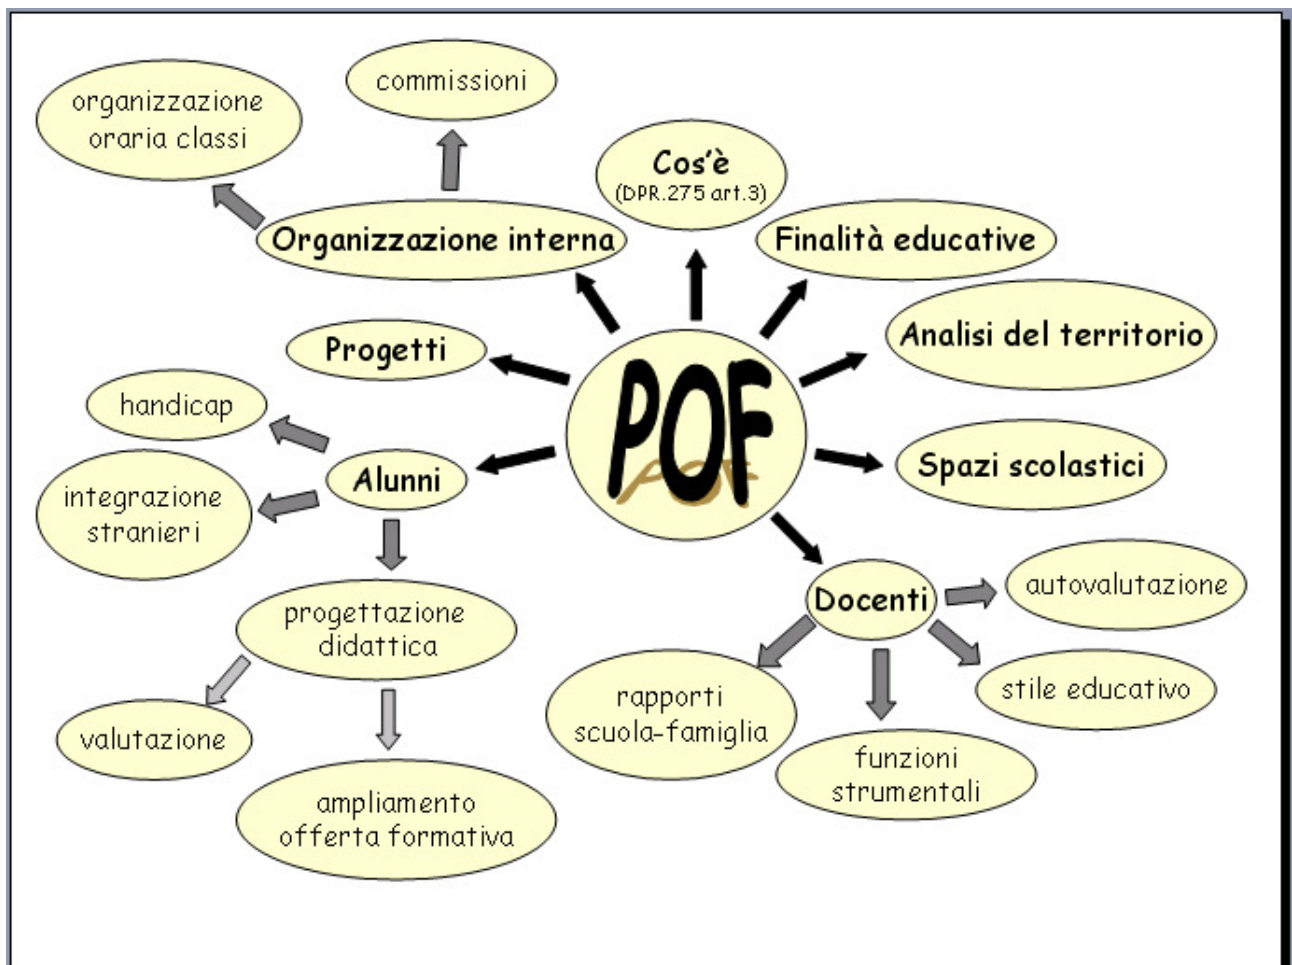 commissioni
organizzazione
oraria classi
Cos'è
(DPR.275 art.3)
Organizzazione interna
Finalità educative
Analisi del territorio
Progetti
POF
POF
handicap
Alunni
Spazi scolastici
integrazione
stranieri
Docenti
autovalutazione
progettazione
didattica
rapporti
scuola-famiglia
stile educativo
valutazione
funzioni
strumentali
ampliamento
offerta formativa